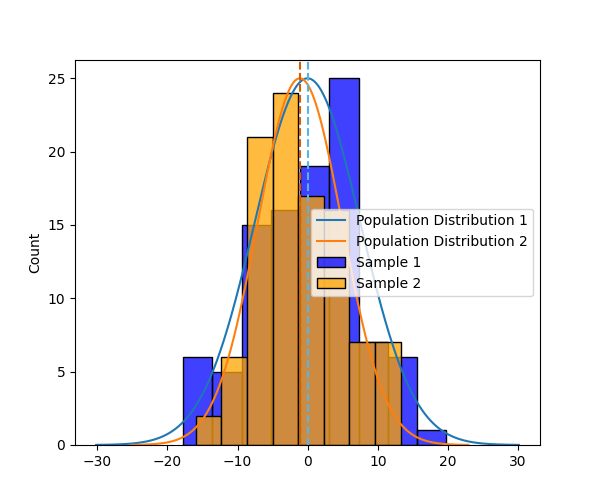 25
20
15
10
5
0
Count
Population Distribution 1
Population Distribution 2
Sample 1
Sample 2
−30
−20
−10
0
10
20
30